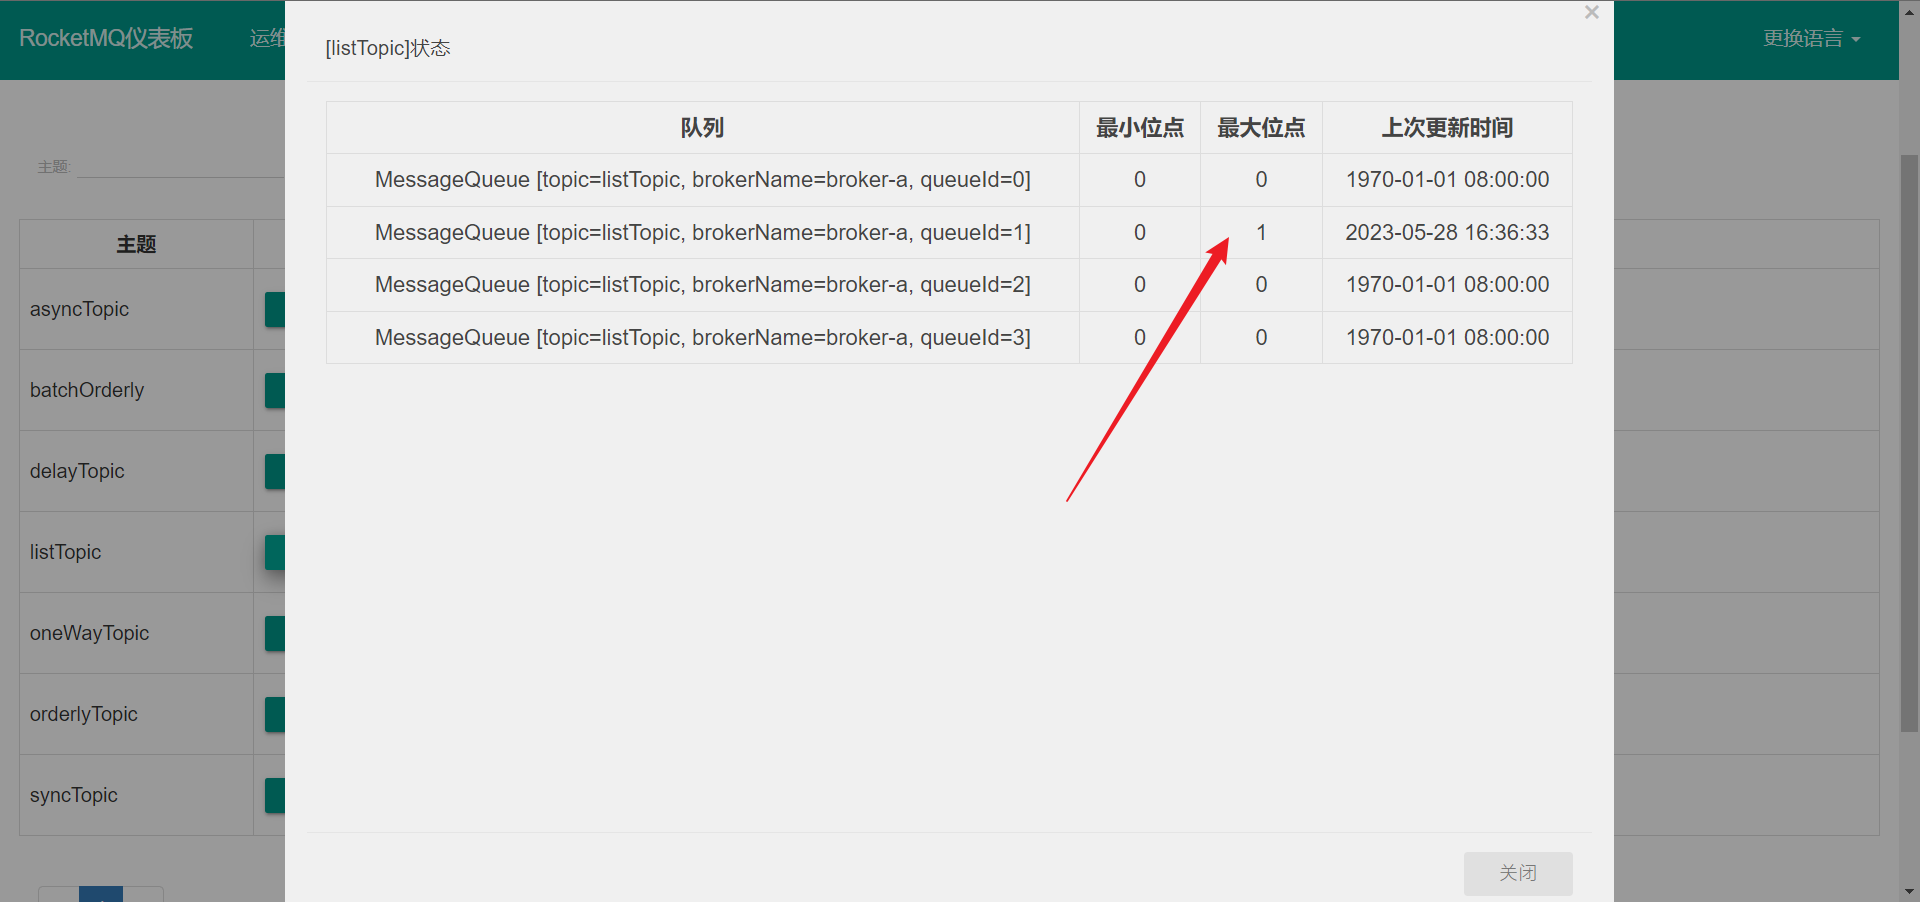 RocketMQ仪表板 运维 更换语言
×
[listTopic]状态
队列 最小位点 最大位点 上次更新时间
MessageQueue [topic=listTopic, brokerName=broker-a, queueId=0] 0 0 1970-01-01 08:00:00
MessageQueue [topic=listTopic, brokerName=broker-a, queueId=1] 0 1 2023-05-28 16:36:33
MessageQueue [topic=listTopic, brokerName=broker-a, queueId=2] 0 0 1970-01-01 08:00:00
MessageQueue [topic=listTopic, brokerName=broker-a, queueId=3] 0 0 1970-01-01 08:00:00
主题:
主题
asyncTopic
batchOrderly
delayTopic
listTopic
oneWayTopic
orderlyTopic
syncTopic
关闭